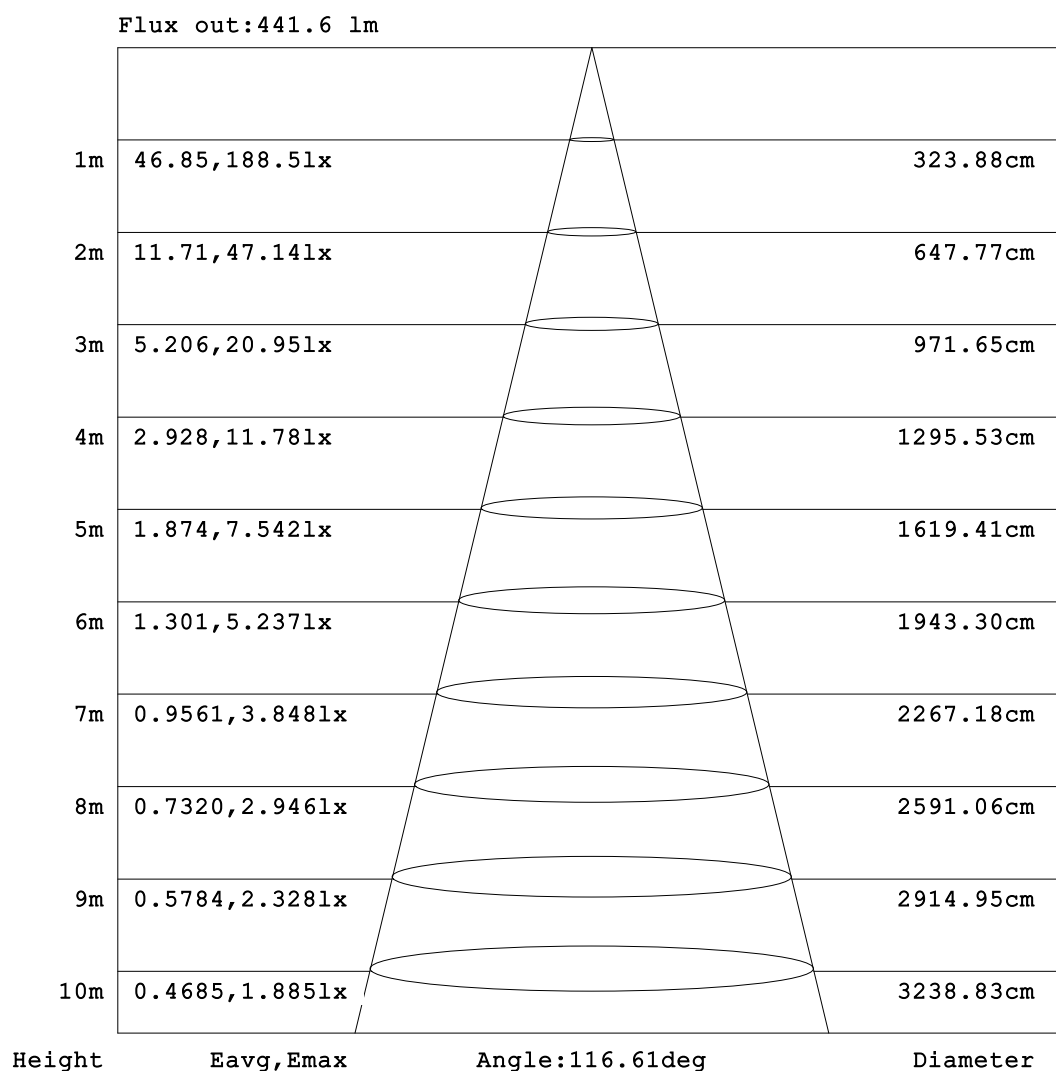 Flux out:441.6 lm
1m 46.85,188.5lx 323.88cm
2m 11.71,47.14lx 647.77cm
3m 5.206,20.95lx 971.65cm
4m 2.928,11.78lx 1295.53cm
5m 1.874,7.542lx 1619.41cm
6m 1.301,5.237lx 1943.30cm
7m 0.9561,3.848lx 2267.18cm
8m 0.7320,2.946lx 2591.06cm
9m 0.5784,2.328lx 2914.95cm
10m 0.4685,1.885lx 3238.83cm
Height Eavg,Emax Angle:116.61deg Diameter